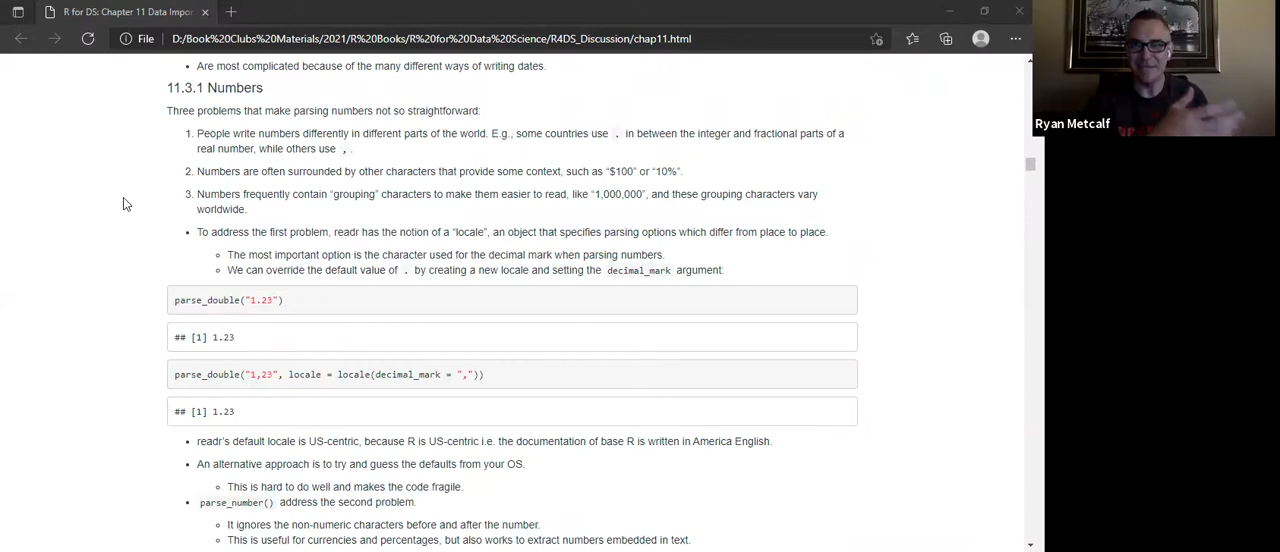 R for DS: Chapter 11 Data Impor
File D:/Book%20Clubs%20Materials/2021/R%20Books/R%20for%20Data%20Science/R4DS_Discussion/chap11.html
Ryan Metcalf
• Are most complicated because of the many different ways of writing dates.
11.3.1 Numbers
Three problems that make parsing numbers not so straightforward:
1. People write numbers differently in different parts of the world. E.g., some countries use . in between the integer and fractional parts of a
real number, while others use , .
2. Numbers are often surrounded by other characters that provide some context, such as “$100” or “10%”.
3. Numbers frequently contain “grouping” characters to make them easier to read, like “1,000,000”, and these grouping characters vary
worldwide.
• To address the first problem, readr has the notion of a “locale”, an object that specifies parsing options which differ from place to place.
◦ The most important option is the character used for the decimal mark when parsing numbers.
◦ We can override the default value of . by creating a new locale and setting the decimal_mark argument:
parse_double("1.23")
## [1] 1.23
parse_double("1,23", locale = locale(decimal_mark = ","))
## [1] 1.23
• readr’s default locale is US-centric, because R is US-centric i.e. the documentation of base R is written in America English.
• An alternative approach is to try and guess the defaults from your OS.
◦ This is hard to do well and makes the code fragile.
• parse_number() address the second problem.
◦ It ignores the non-numeric characters before and after the number.
◦ This is useful for currencies and percentages, but also works to extract numbers embedded in text.